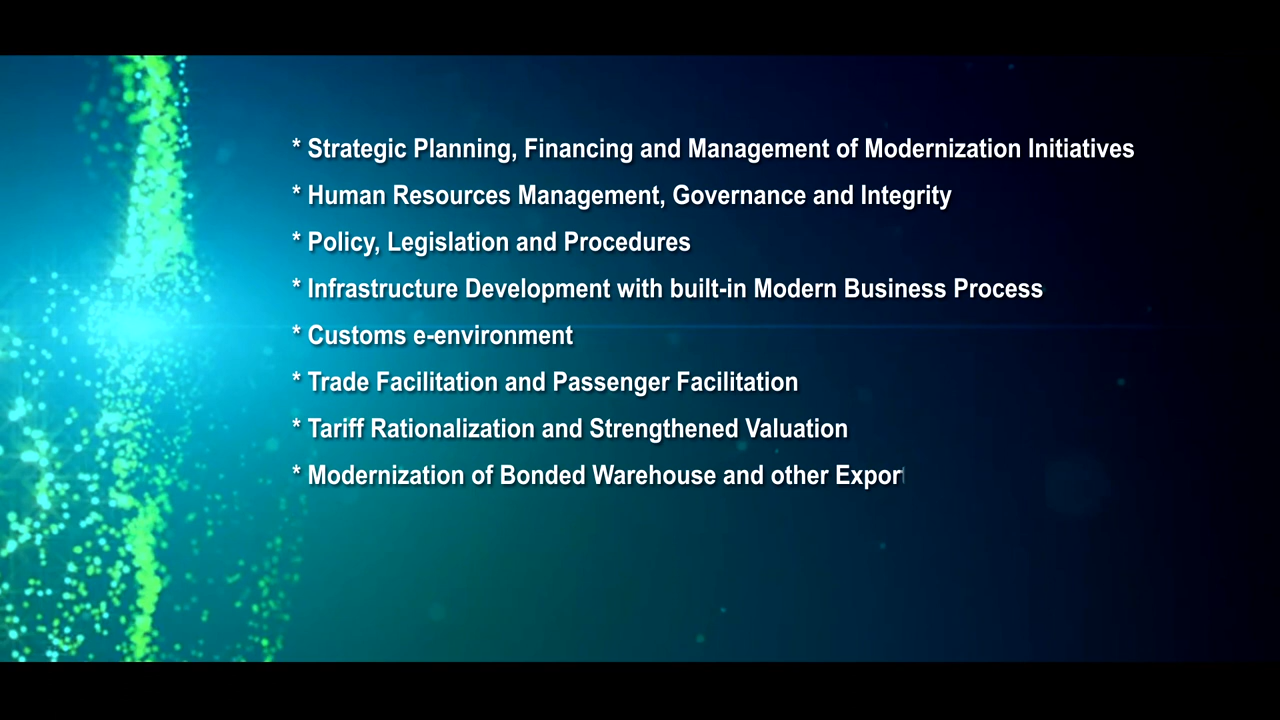 * Strategic Planning, Financing and Management of Modernization Initiatives
* Human Resources Management, Governance and Integrity
* Policy, Legislation and Procedures
* Infrastructure Development with built-in Modern Business Process
* Customs e-environment
* Trade Facilitation and Passenger Facilitation
* Tariff Rationalization and Strengthened Valuation
* Modernization of Bonded Warehouse and other Export